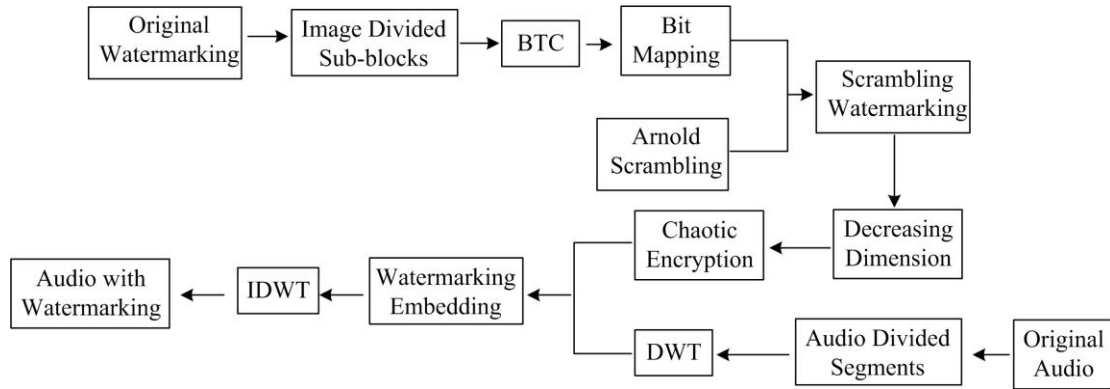 Original
Watermarking
Image Divided
Sub-blocks
BTC
Bit
Mapping
Arnold
Scrambling
Scrambling
Watermarking
Decreasing
Dimension
Chaotic
Encryption
Original
Audio
Audio Divided
Segments
DWT
Watermarking
Embedding
IDWT
Audio with
Watermarking